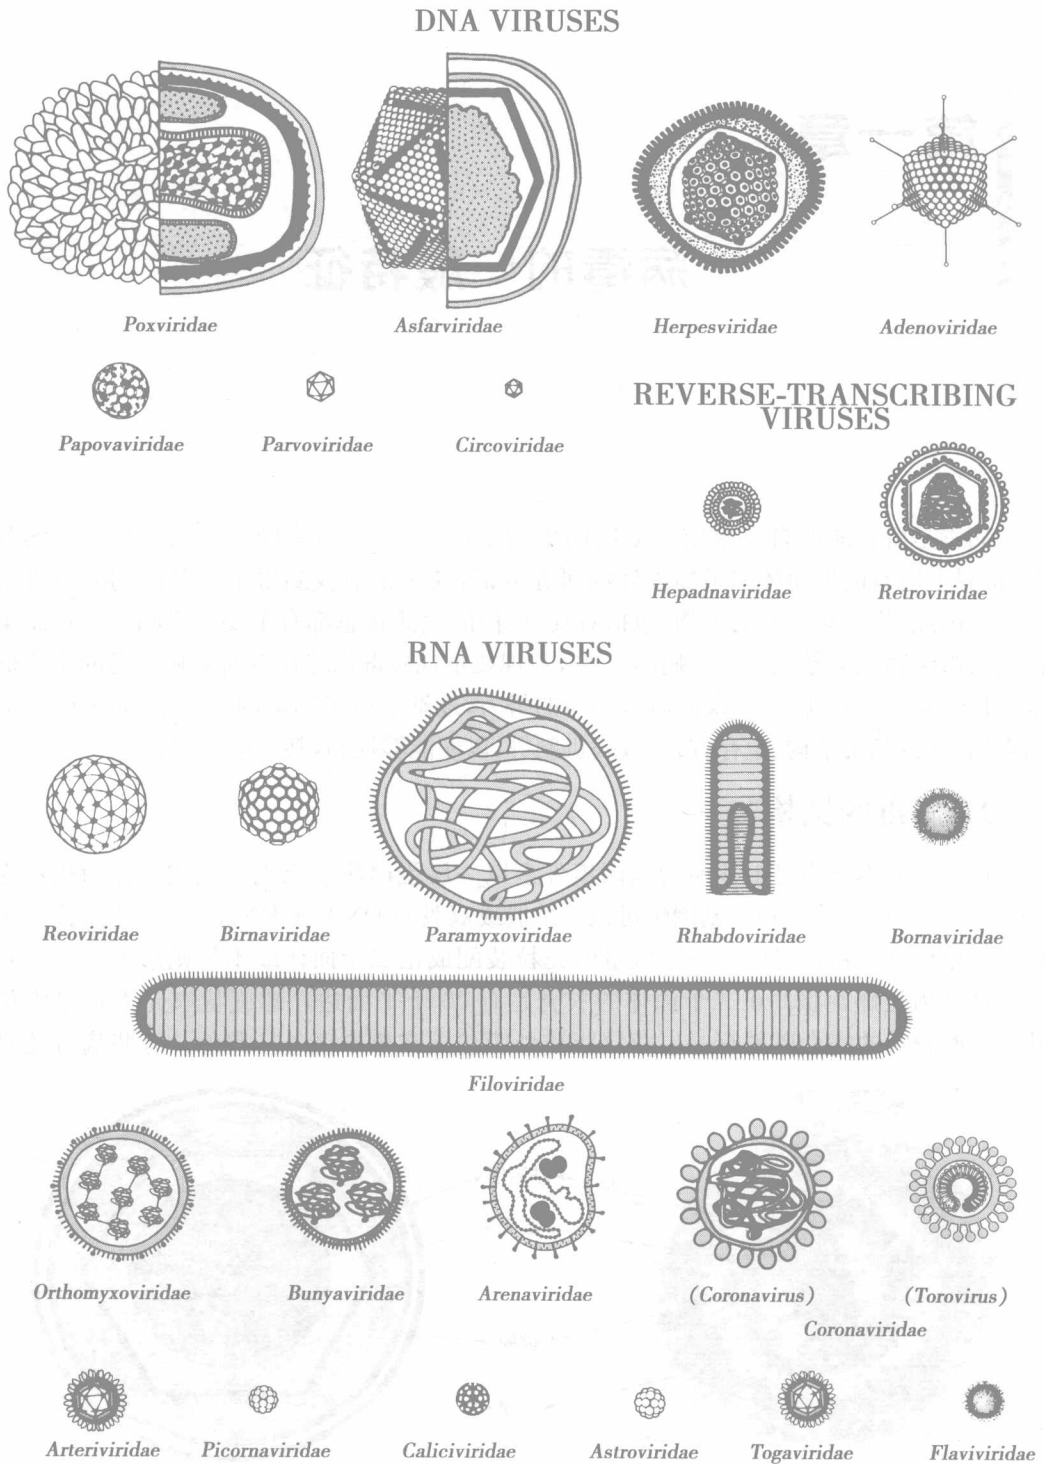 DNA VIRUSES
Poxviridae
Asfarviridae
Herpesviridae
Adenoviridae
Papovaviridae
Parvoviridae
Circoviridae
REVERSE-TRANSCRIBING
VIRUSES
Hepadnaviridae
Retroviridae
RNA VIRUSES
Reoviridae
Birnaviridae
Paramyxoviridae
Rhabdoviridae
Bornaviridae
Filoviridae
Orthomyxoviridae
Bunyaviridae
Arenaviridae
(Coronavirus)
(Torovirus)
Coronaviridae
Arteriviridae
Picornaviridae
Caliciviridae
Astroviridae
Togaviridae
Flaviviridae